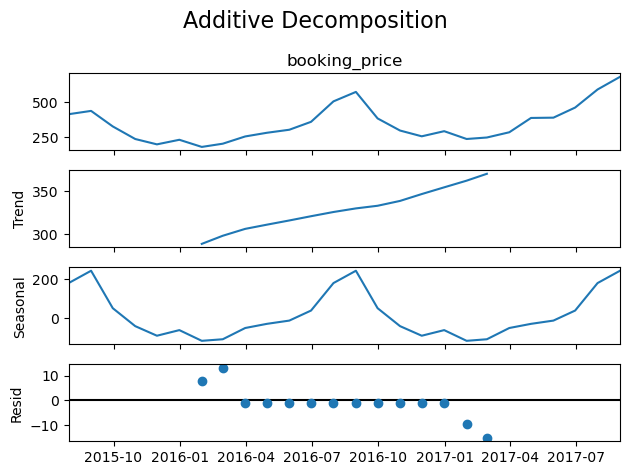 Additive Decomposition
booking_price
500
250
Trend
350
300
Seasonal
200
0
Resid
10
0
−10
2015-10 2016-01 2016-04 2016-07 2016-10 2017-01 2017-04 2017-07